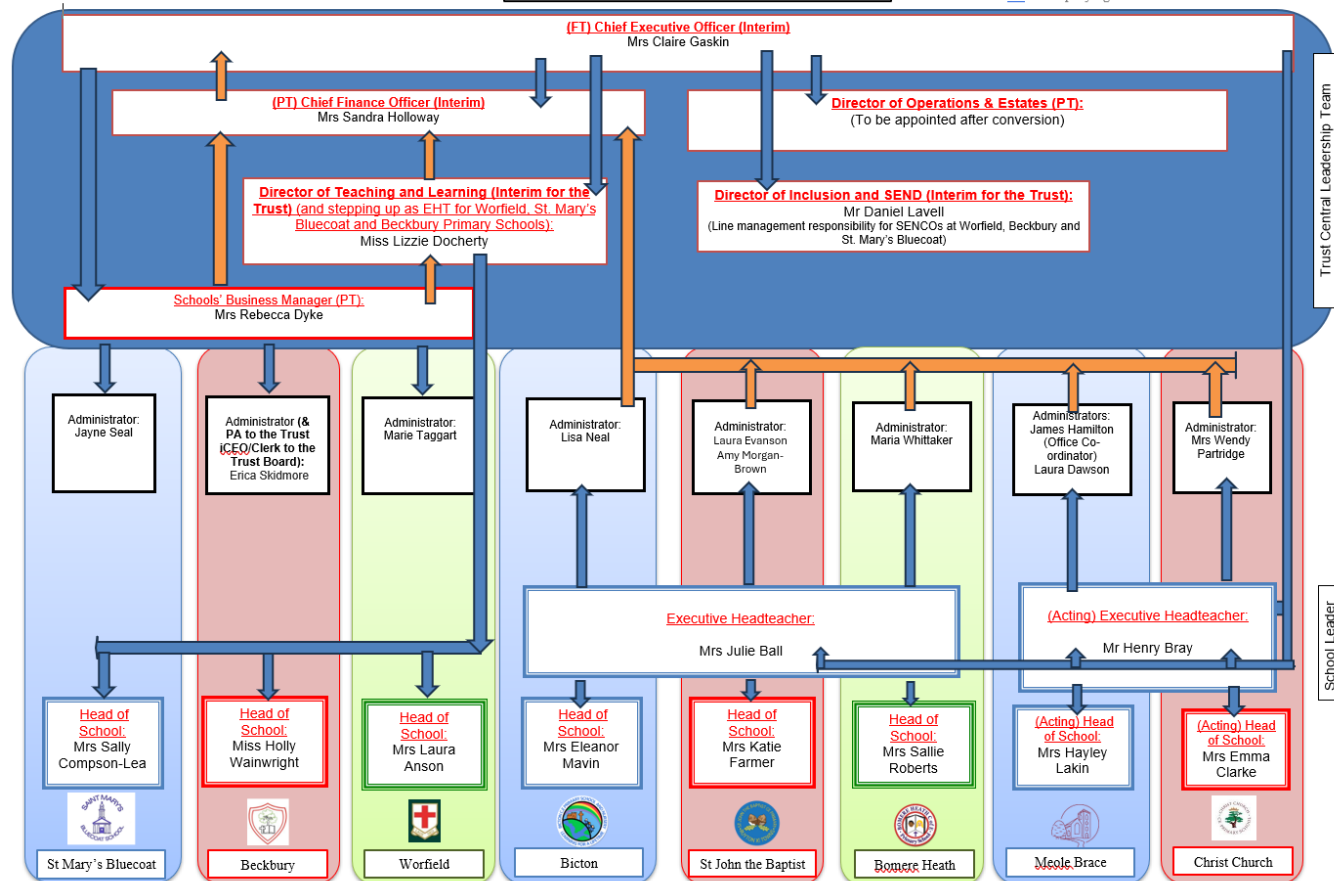 (FT) Chief Executive Officer (Interim)
Mrs Claire Gaskin
(PT) Chief Finance Officer (Interim)
Mrs Sandra Holloway
Director of Operations & Estates (PT):
(To be appointed after conversion)
Director of Teaching and Learning (Interim for the
Trust) (and stepping up as EHT for Worfield, St. Mary's
Bluecoat and Beckbury Primary Schools):
Miss Lizzie Docherty
Director of Inclusion and SEND (Interim for the Trust):
Mr Daniel Lavell
(Line management responsibility for SENCOs at Worfield, Beckbury and
St. Mary's Bluecoat)
Schools' Business Manager (PT):
Mrs Rebecca Dyke
Trust Central Leadership Team
Administrator:
Jayne Seal
Administrator (&
PA to the Trust
iCEO/Clerk to the
Trust Board):
Erica Skidmore
Administrator:
Marie Taggart
Administrator:
Lisa Neal
Administrator:
Laura Evanson
Amy Morgan-
Brown
Administrator:
Maria Whittaker
Administrators:
James Hamilton
(Office Co-
ordinator)
Laura Dawson
Administrator:
Mrs Wendy
Partridge
Executive Headteacher:
Mrs Julie Ball
(Acting) Executive Headteacher:
Mr Henry Bray
School Leader
Head of
School:
Mrs Sally
Compson-Lea
Head of
School:
Miss Holly
Wainwright
Head of
School:
Mrs Laura
Anson
Head of
School:
Mrs Eleanor
Mavin
Head of
School:
Mrs Katie
Farmer
Head of
School:
Mrs Sallie
Roberts
(Acting) Head
of School:
Mrs Hayley
Lakin
(Acting) Head
of School:
Mrs Emma
Clarke
SAINT MARY'S
BLUECOAT SCHOOL
St Mary's Bluecoat
Beckbury
Worfield
Bicton
St John the Baptist
Bomere Heath
Meole Brace
Christ Church